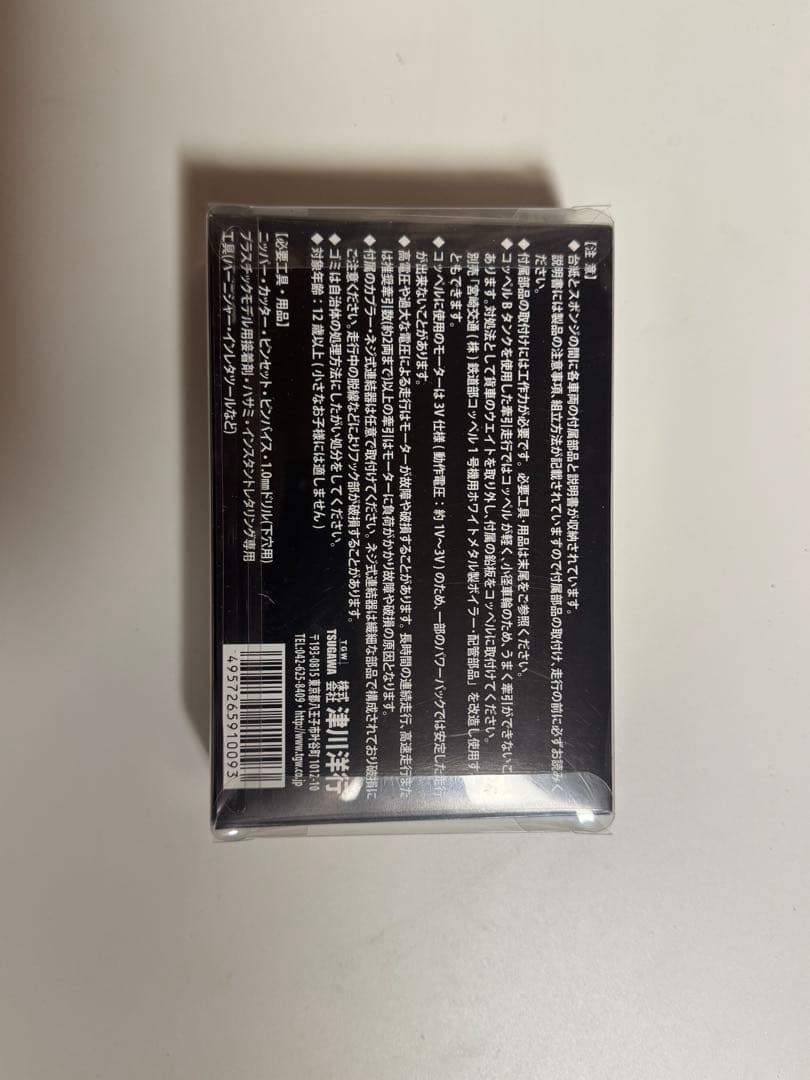 【注 意】
◆台紙とスポンジの間に各車両の付属部品と説明書が収納されています。
説明書には製品の注意事項、組立方法が記載されていますので付属部品の取付け、走行の前に必ずお読みく
ださい。
◆付属部品の取付けには工作力が必要です。必要工具・用品は末尾をご参照ください。
◆コッペルBタンクを使用した牽引走行ではコッペルが軽く、小径車輪のため、うまく牽引ができないこ
あります。対処法として貨車のウエイトを取り外し、付属の鉛板をコッペルに取付けてください。
別売「宮崎交通(株)鉄道部コッペル1号機用ホワイトメタル製ボイラー・配管部品」を改造し使用す
ともできます。
◆コッペルに使用のモーターは3V仕様(動作電圧:約1V～3V)のため、一部のパワーパックでは安定した走行
が出来ないことがあります。
◆高電圧や過大な電圧による走行はモーターが故障や破損することがあります。長時間の連続走行、高速走行また
は推奨牽引数(約2両まで)以上の牽引はモーターに負荷がかかり故障や破損の原因となります。
◆付属のカプラー・ネジ式連結器は任意で取付けてください。ネジ式連結器は繊細な部品で構成されており破損に
ご注意ください。走行中の脱線などによりフック部が破損することがあります。
◆ゴミは自治体の処理方法にしたがい処分をしてください。
◆対象年齢:12歳以上(小さなお子様には適しません)
【必要工具・用品】
ニッパー・カッター・ピンセット・ピンバイス・1.0mmドリル(下穴用)
プラスチックモデル用接着剤・ハサミ・インスタントレタリング専用
工具(バーニシャー・インレタツールなど)
TGW
TSUGAWA 株式会社 津川洋行
〒193-0815 東京都八王子市叶谷町1012-10
TEL:042-625-8409・http://www.tgw.co.jp
4957265910093